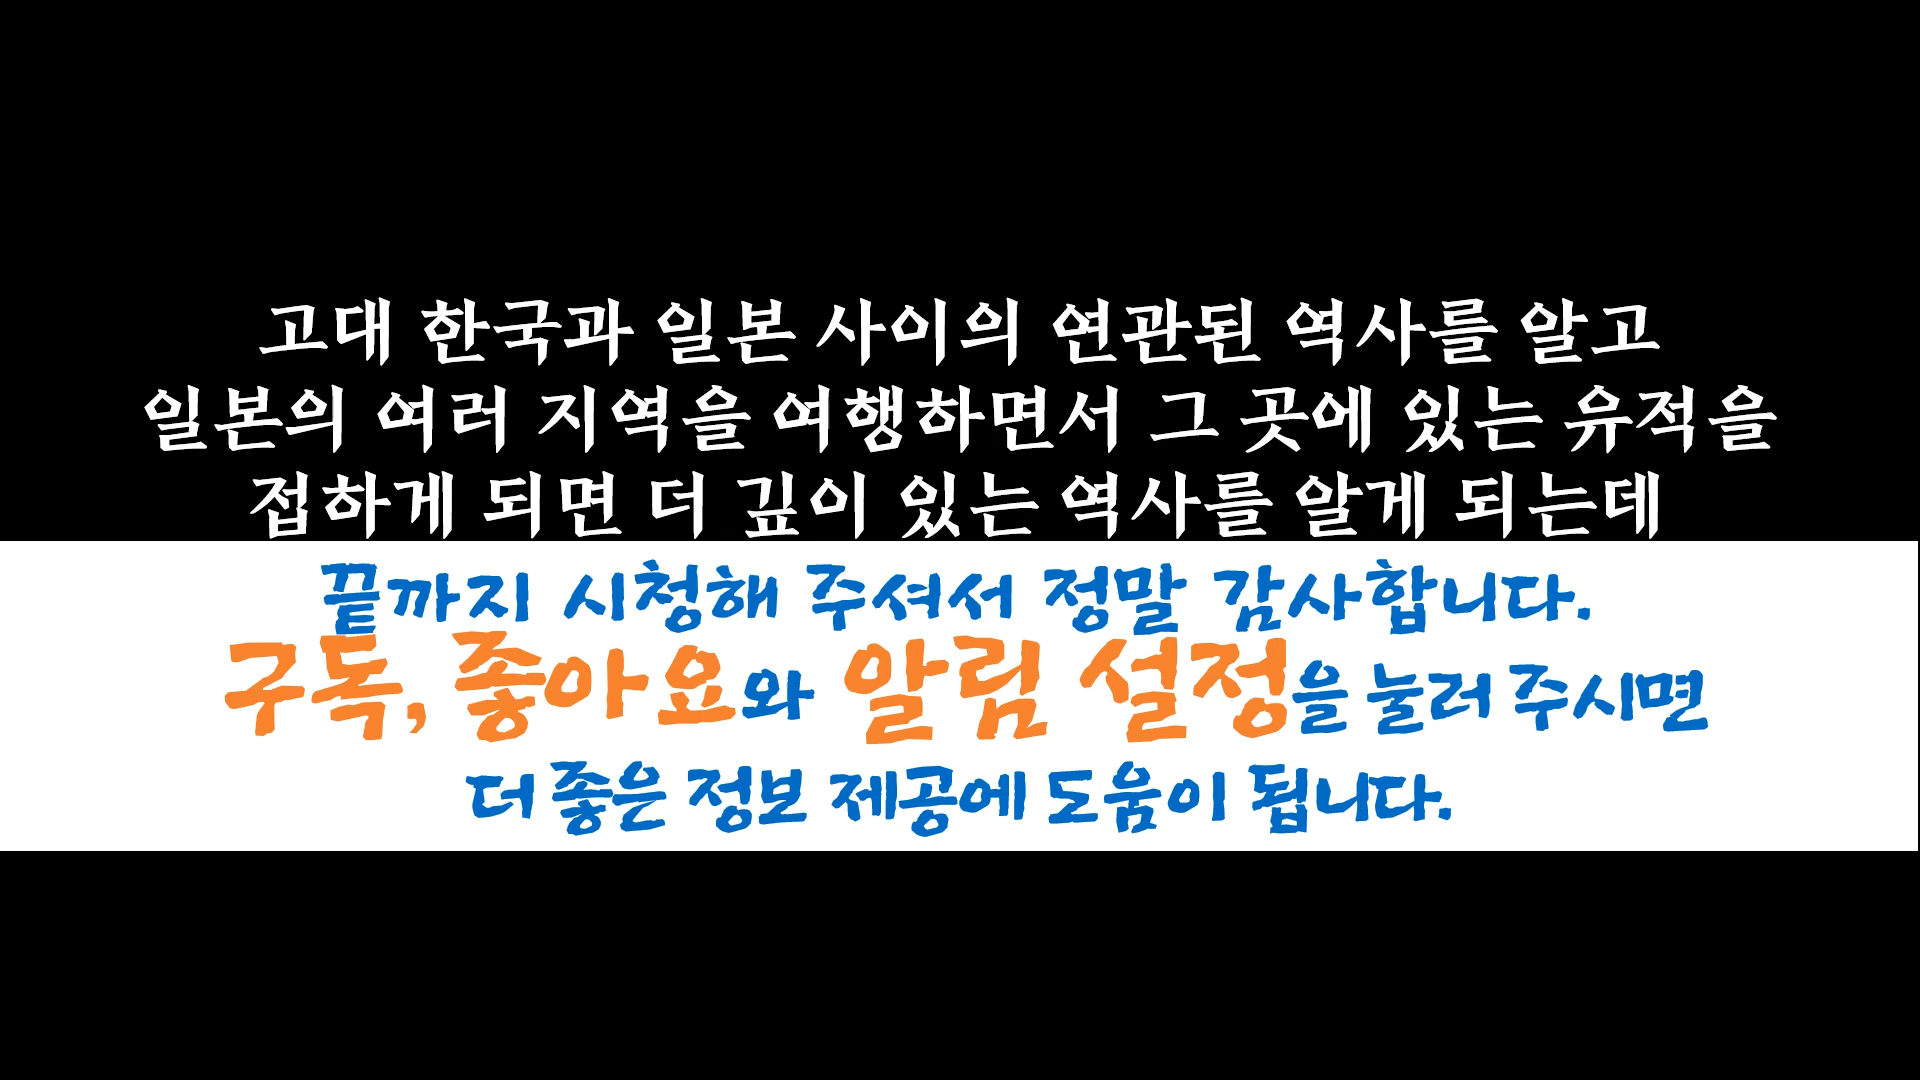 고대 한국과 일본 사이의 연관된 역사를 알고
일본의 여러 지역을 여행하면서 그 곳에 있는 유적을
접하게 되면 더 깊이 있는 역사를 알게 되는데
끝까지 시청해 주셔서 정말 감사합니다.
구독, 좋아요와 알림 설정을 눌러 주시면
더 좋은 정보 제공에 도움이 됩니다.